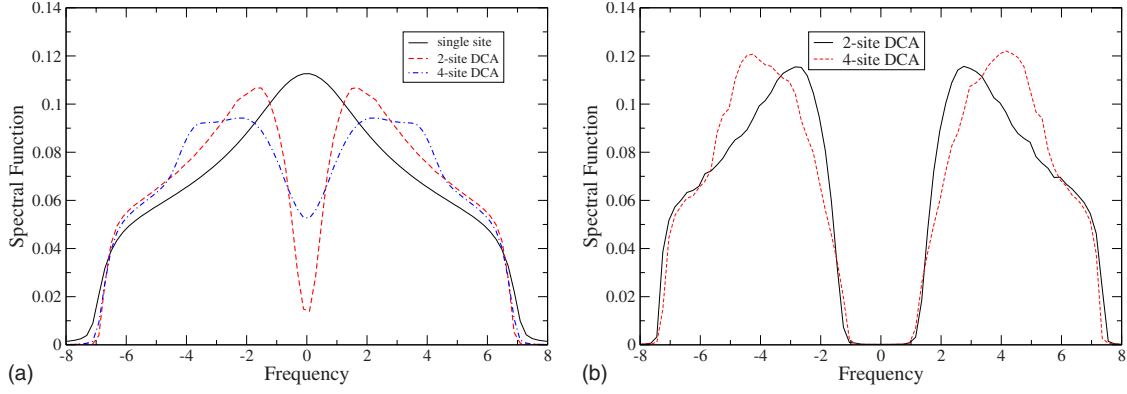 0.14
0.12
0.1
0.08
0.06
0.04
0.02
0
-8 -6 -4 -2 0 2 4 6 8
Spectral Function
Frequency
single site
2-site DCA
4-site DCA
(a)
0.14
0.12
0.1
0.08
0.06
0.04
0.02
0
-8 -6 -4 -2 0 2 4 6 8
Spectral Function
Frequency
2-site DCA
4-site DCA
(b)